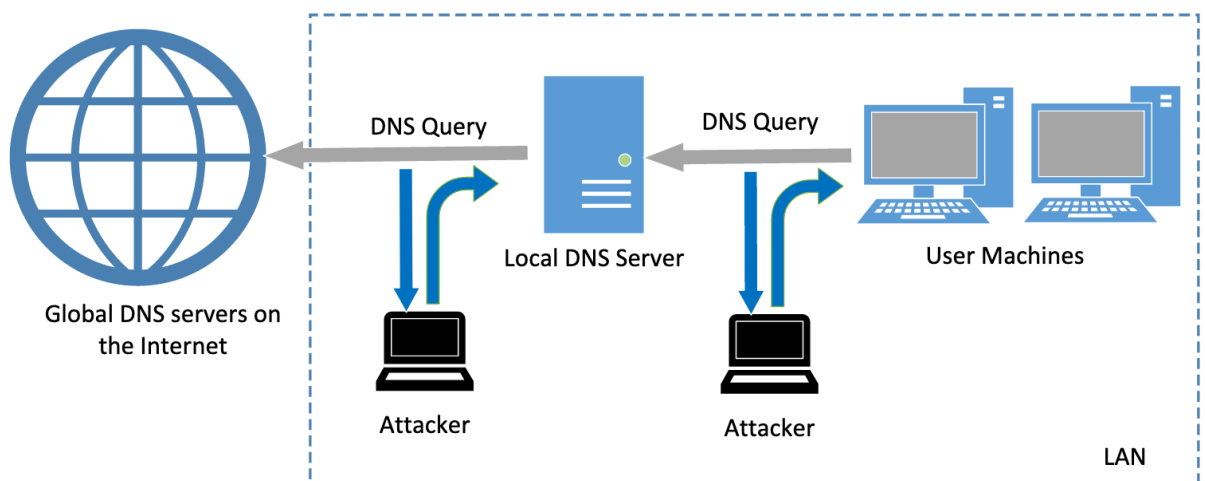 DNS Query
DNS Query
Local DNS Server
User Machines
Global DNS servers on
the Internet
Attacker
Attacker
LAN